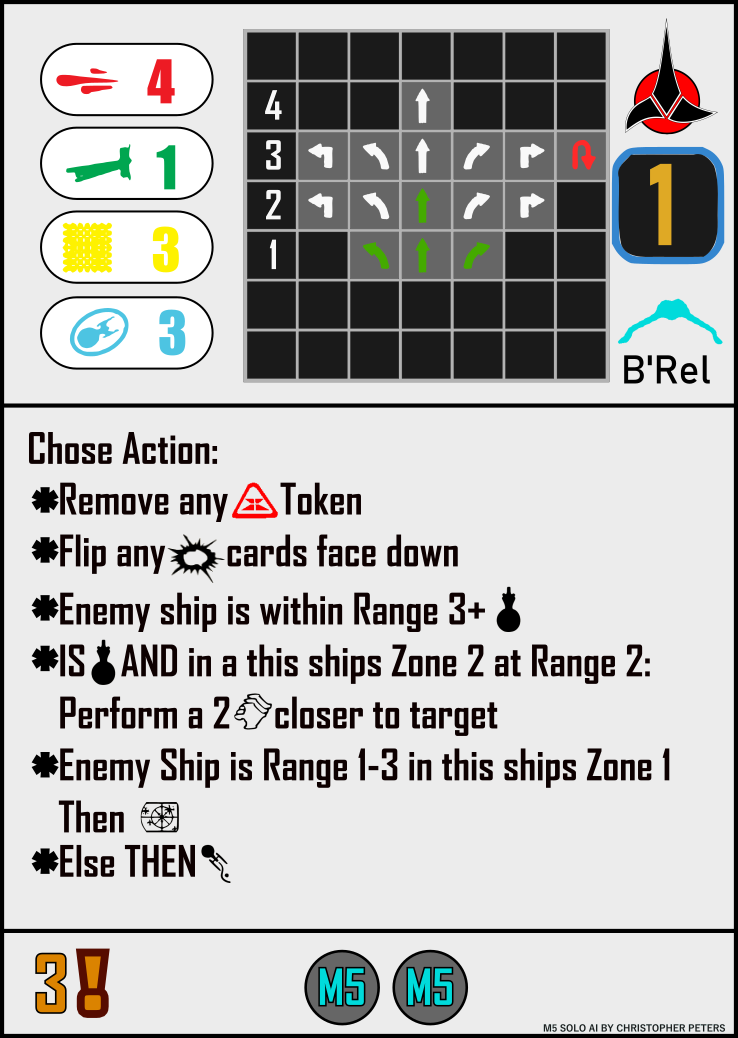 4
1
3
3
4
3
2
1
1
B'Rel
Chose Action:
Remove any Token
Flip any cards face down
Enemy ship is within Range 3+
IS AND in a this ships Zone 2 at Range 2:
Perform a 2 closer to target
Enemy Ship is Range 1-3 in this ships Zone 1
Then
Else THEN
3!
M5 M5
M5 SOLO AI BY CHRISTOPHER PETERS